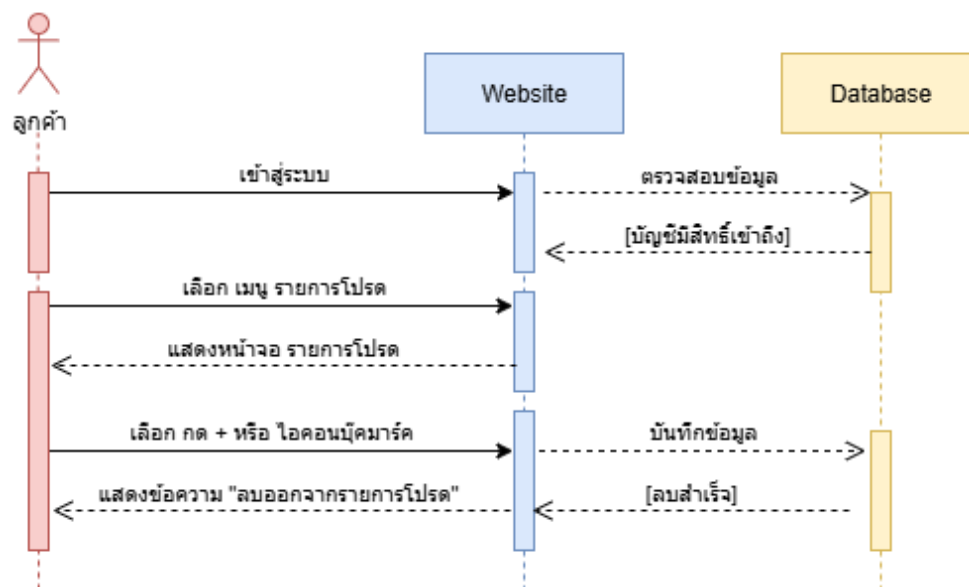 ลูกค้า
Website
Database
เข้าสู่ระบบ
ตรวจสอบข้อมูล
[บัญชีมีสิทธิ์เข้าถึง]
เลือก เมนู รายการโปรด
แสดงหน้าจอ รายการโปรด
เลือก กด + หรือ ไอคอนบุ๊คมาร์ค
บันทึกข้อมูล
แสดงข้อความ "ลบออกจากรายการโปรด"
[ลบสำเร็จ]